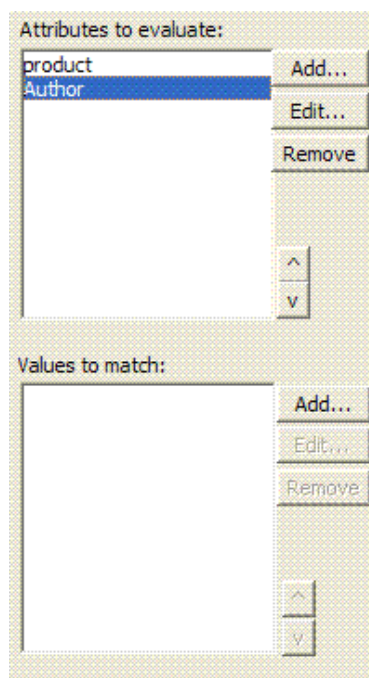 Attributes to evaluate:
product
Add...
Author
Edit...
Remove
^
v
Values to match:
Add...
Edit...
Remove
^
v